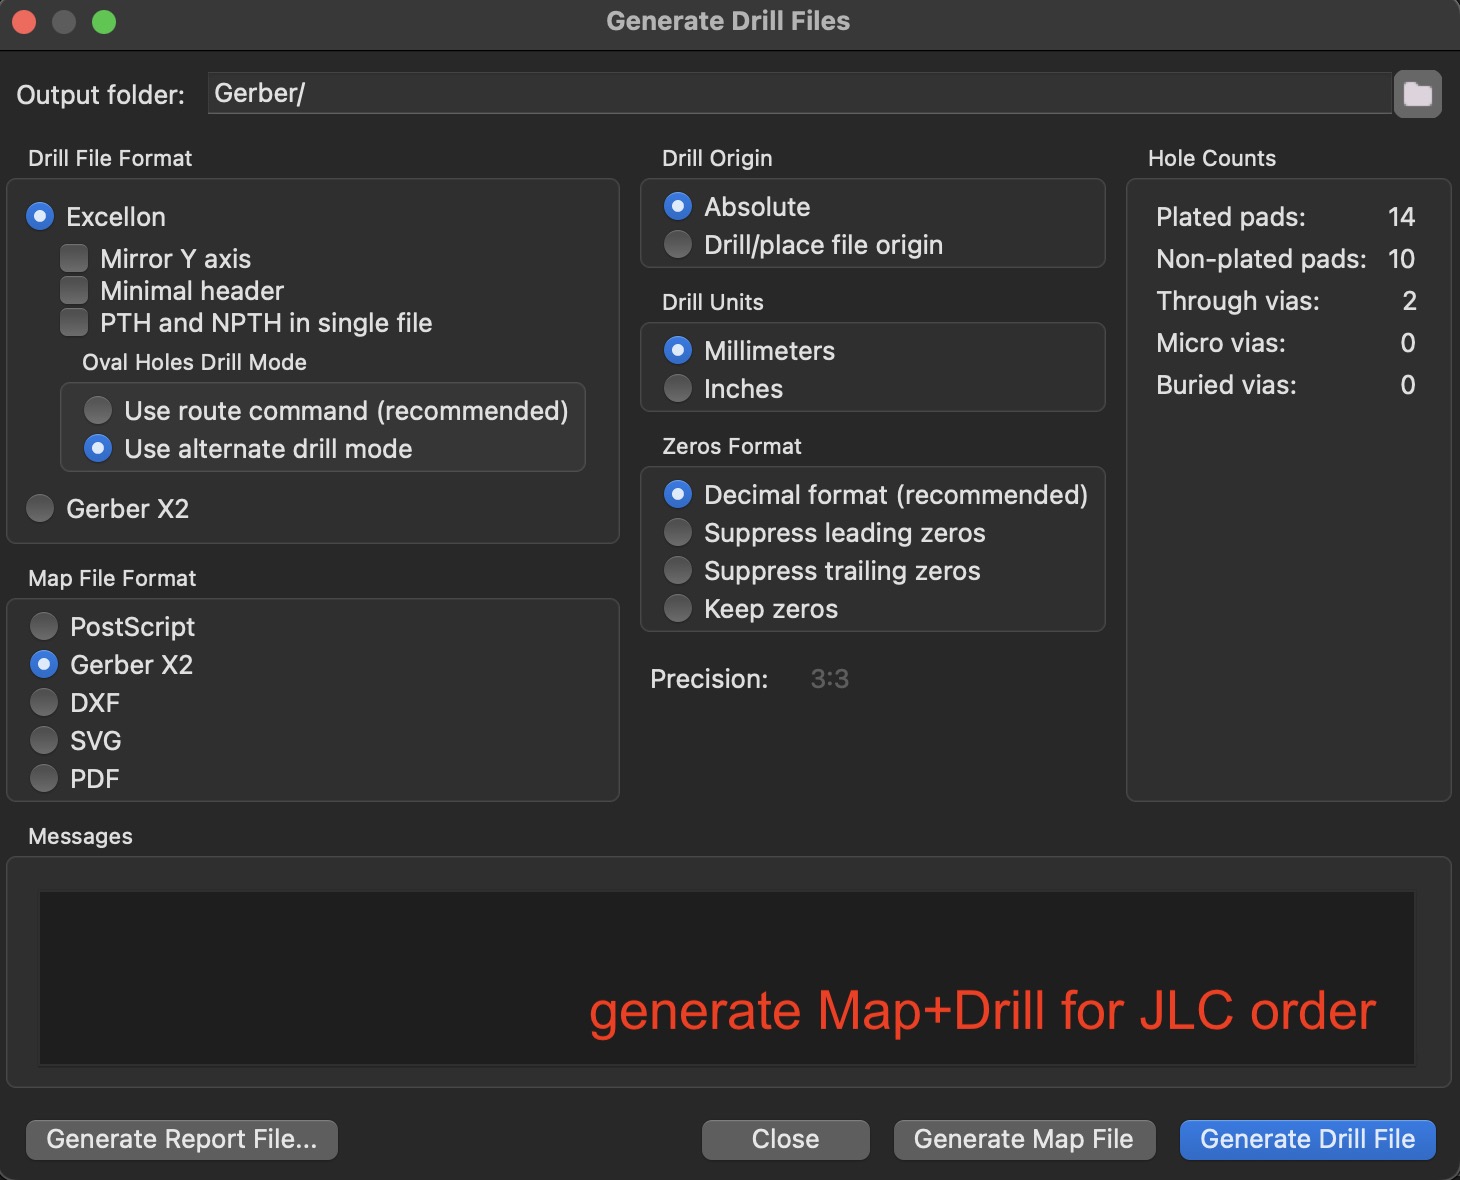 Generate Drill Files
Output folder: Gerber/
Drill File Format
Excellon
Mirror Y axis
Minimal header
PTH and NPTH in single file
Oval Holes Drill Mode
Use route command (recommended)
Use alternate drill mode
Gerber X2
Map File Format
PostScript
Gerber X2
DXF
SVG
PDF
Drill Origin
Absolute
Drill/place file origin
Drill Units
Millimeters
Inches
Zeros Format
Decimal format (recommended)
Suppress leading zeros
Suppress trailing zeros
Keep zeros
Precision: 3:3
Hole Counts
Plated pads: 14
Non-plated pads: 10
Through vias: 2
Micro vias: 0
Buried vias: 0
Messages
generate Map+Drill for JLC order
Generate Report File... Close Generate Map File Generate Drill File